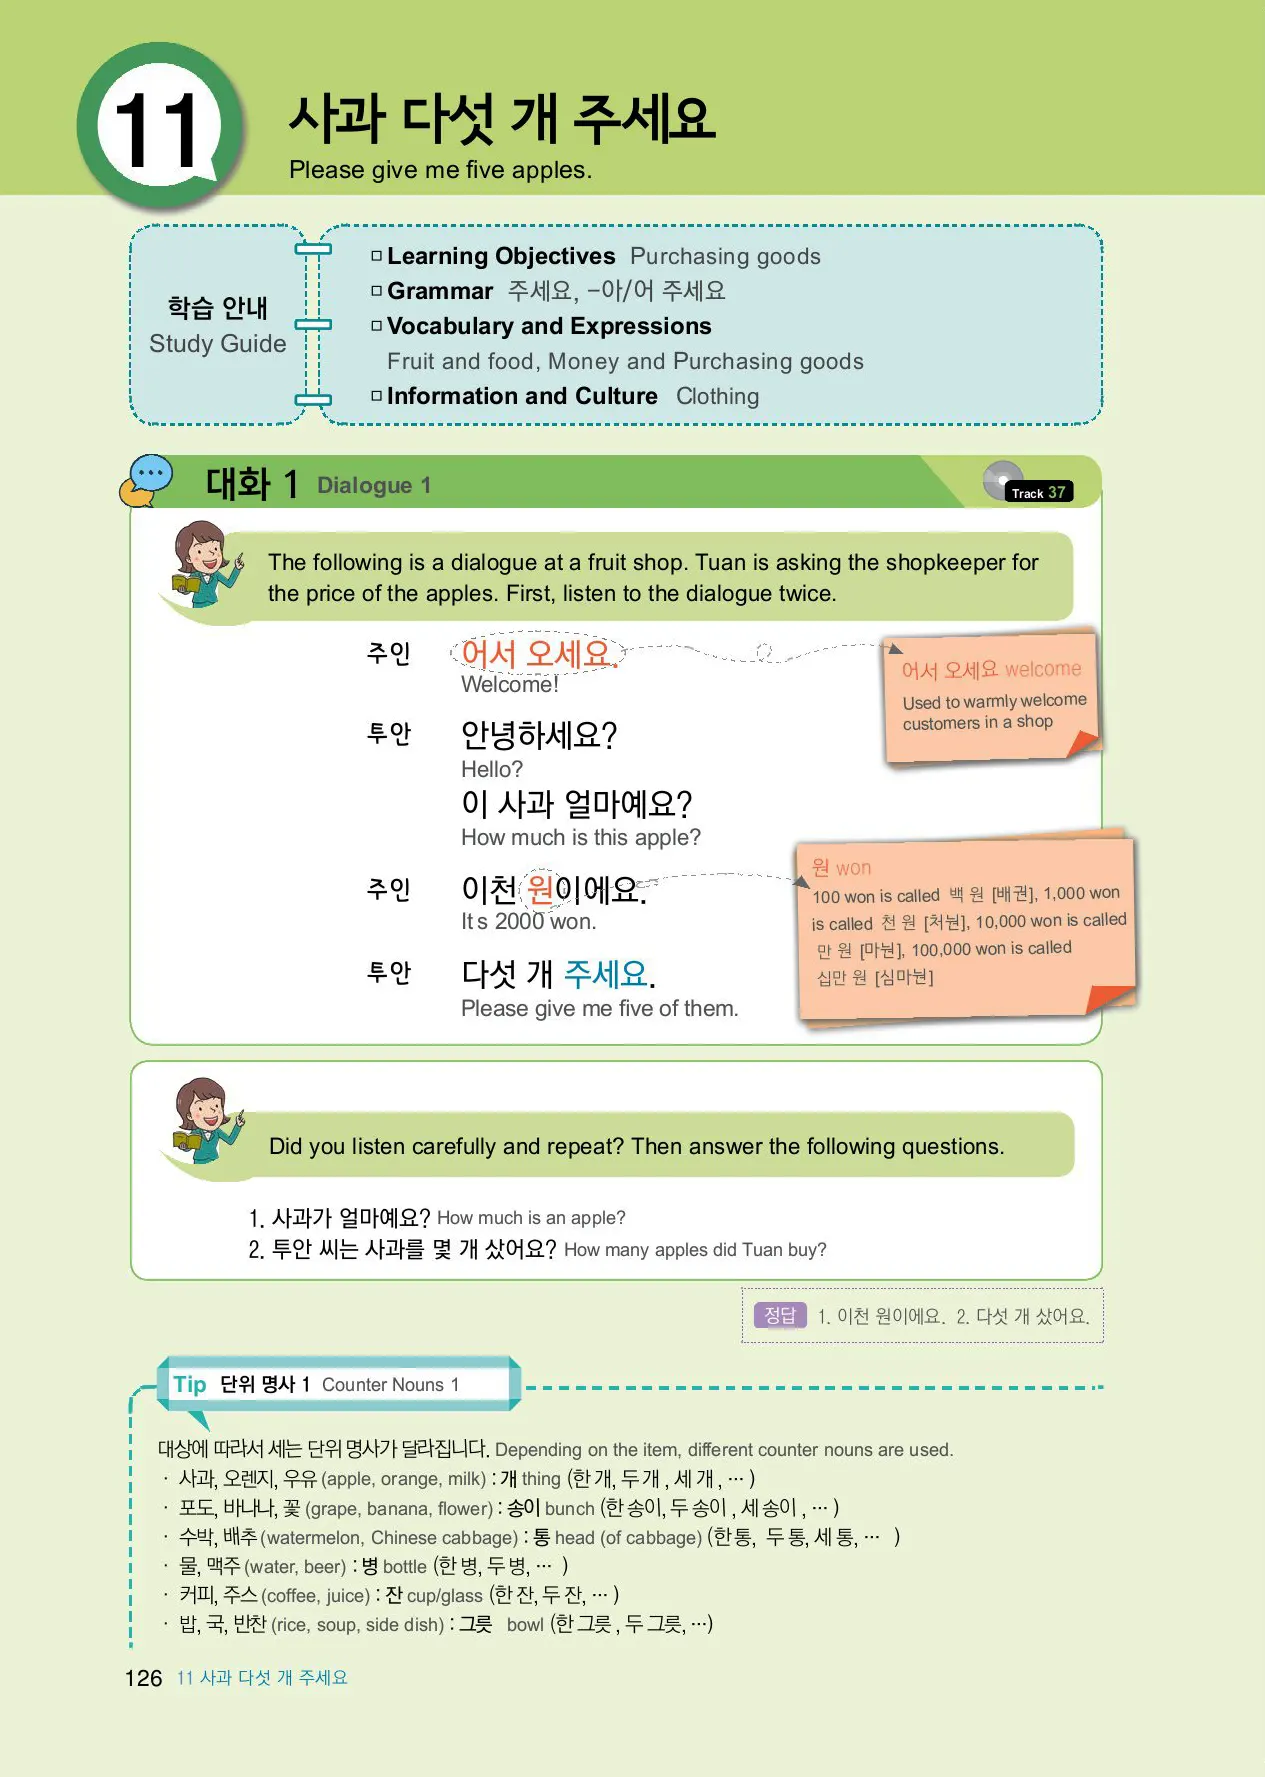 11
사과 다섯 개 주세요
Please give me five apples.
학습 안내
Study Guide
Learning Objectives Purchasing goods
Grammar 주세요, -아/어 주세요
Vocabulary and Expressions
Fruit and food, Money and Purchasing goods
Information and Culture Clothing
대화 1 Dialogue 1
Track 37
The following is a dialogue at a fruit shop. Tuan is asking the shopkeeper for
the price of the apples. First, listen to the dialogue twice.
주인 어서 오세요.
Welcome!
어서 오세요 welcome
Used to warmly welcome
customers in a shop
투안 안녕하세요?
Hello?
이 사과 얼마예요?
How much is this apple?
주인 이천 원이에요.
It s 2000 won.
원 won
100 won is called 백 원 [배권], 1,000 won
is called 천 원 [처눤], 10,000 won is called
만 원 [마눤], 100,000 won is called
십만 원 [심마눤]
투안 다섯 개 주세요.
Please give me five of them.
Did you listen carefully and repeat? Then answer the following questions.
1. 사과가 얼마예요? How much is an apple?
2. 투안 씨는 사과를 몇 개 샀어요? How many apples did Tuan buy?
정답 1. 이천 원이에요. 2. 다섯 개 샀어요.
Tip 단위 명사 1 Counter Nouns 1
대상에 따라서 세는 단위 명사가 달라집니다. Depending on the item, different counter nouns are used.
· 사과, 오렌지, 우유 (apple, orange, milk) : 개 thing (한 개, 두 개 , 세 개 , ··· )
· 포도, 바나나, 꽃 (grape, banana, flower) : 송이 bunch (한 송이, 두 송이 , 세 송이 , ··· )
· 수박, 배추 (watermelon, Chinese cabbage) : 통 head (of cabbage) (한 통, 두 통, 세 통, ··· )
· 물, 맥주 (water, beer) : 병 bottle (한 병, 두 병, ··· )
· 커피, 주스 (coffee, juice) : 잔 cup/glass (한 잔, 두 잔, ··· )
· 밥, 국, 반찬 (rice, soup, side dish) : 그릇 bowl (한 그릇 , 두 그릇, ···)
126 11 사과 다섯 개 주세요